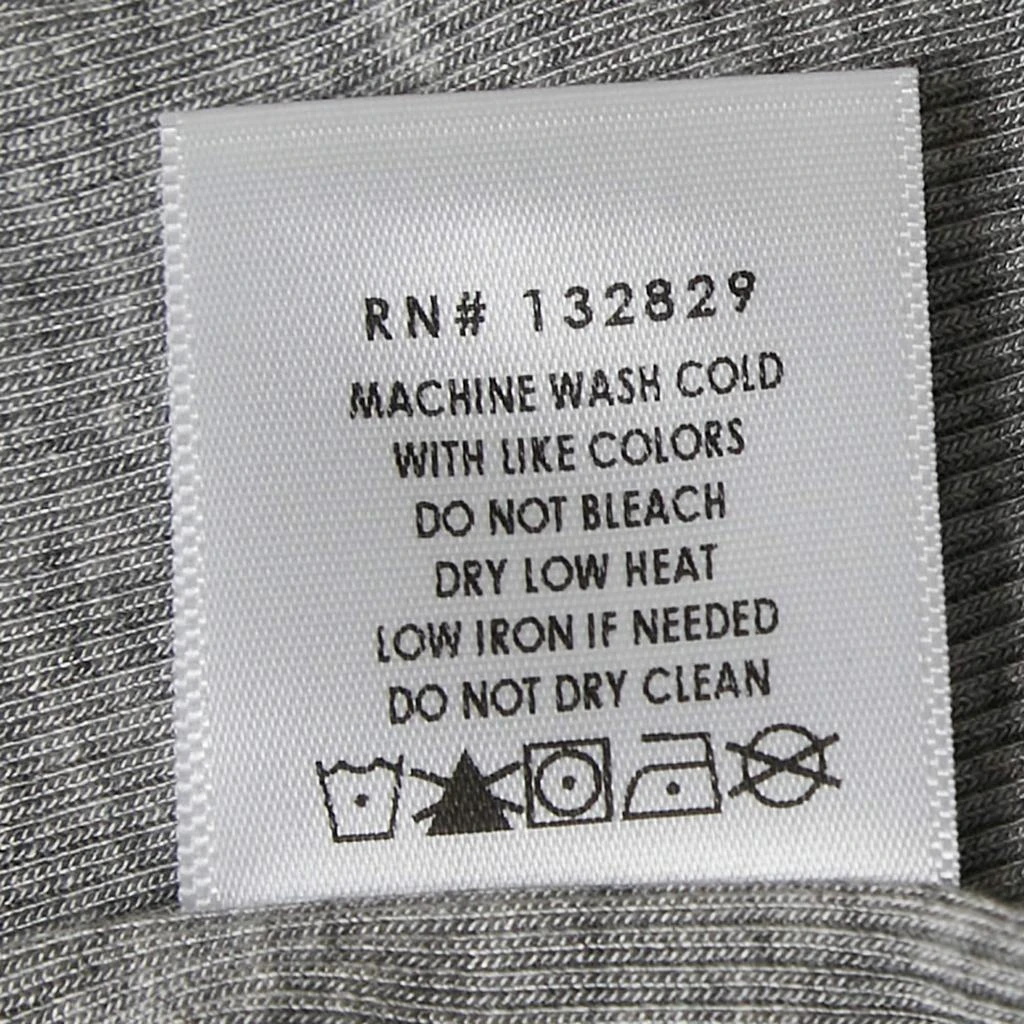 RN# 132829
MACHINE WASH COLD
WITH LIKE COLORS
DO NOT BLEACH
DRY LOW HEAT
LOW IRON IF NEEDED
DO NOT DRY CLEAN